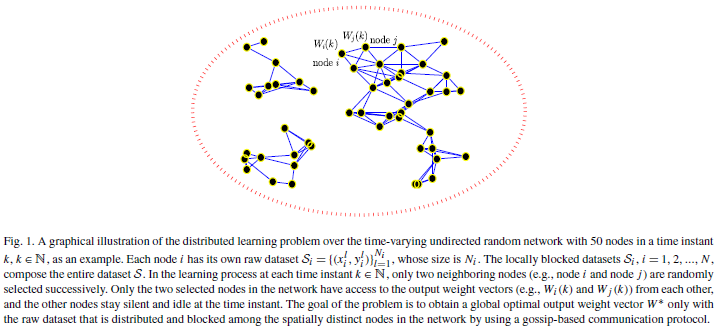 W_i(k)
W_j(k) node j
node i
Fig. 1. A graphical illustration of the distributed learning problem over the time-varying undirected random network with 50 nodes in a time instant
k, k ∈ ℕ, as an example. Each node i has its own raw dataset 𝒮_i = {(x_i^l, y_i^l)}_{l=1}^{N_i}, whose size is N_i. The locally blocked datasets 𝒮_i, i = 1, 2, ..., N,
compose the entire dataset 𝒮. In the learning process at each time instant k ∈ ℕ, only two neighboring nodes (e.g., node i and node j) are randomly
selected successively. Only the two selected nodes in the network have access to the output weight vectors (e.g., W_i(k) and W_j(k)) from each other,
and the other nodes stay silent and idle at the time instant. The goal of the problem is to obtain a global optimal output weight vector W* only with
the raw dataset that is distributed and blocked among the spatially distinct nodes in the network by using a gossip-based communication protocol.